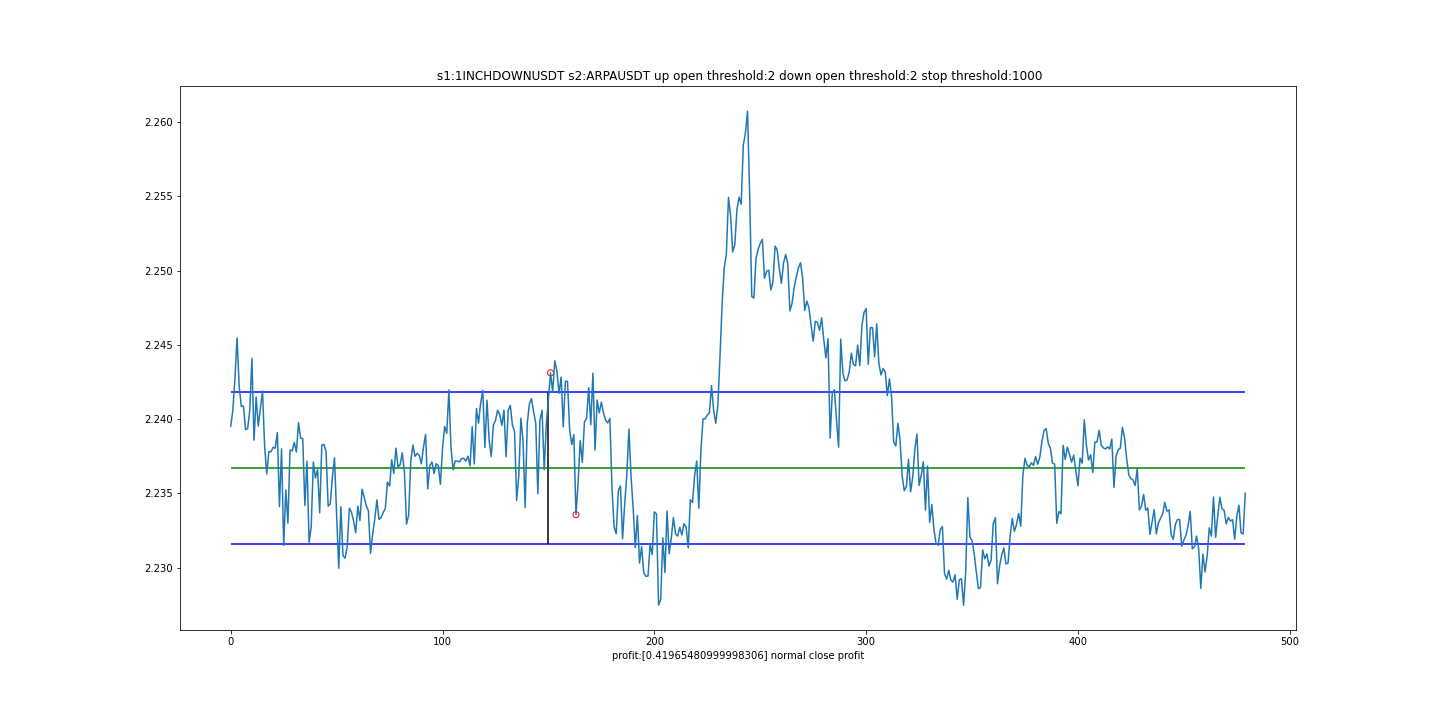 s1:1INCHDOWNUSDT s2:ARPAUSDT up open threshold:2 down open threshold:2 stop threshold:1000
2.260
2.255
2.250
2.245
2.240
2.235
2.230
0 100 200 300 400 500
profit:[0.41965480999998306] normal close profit